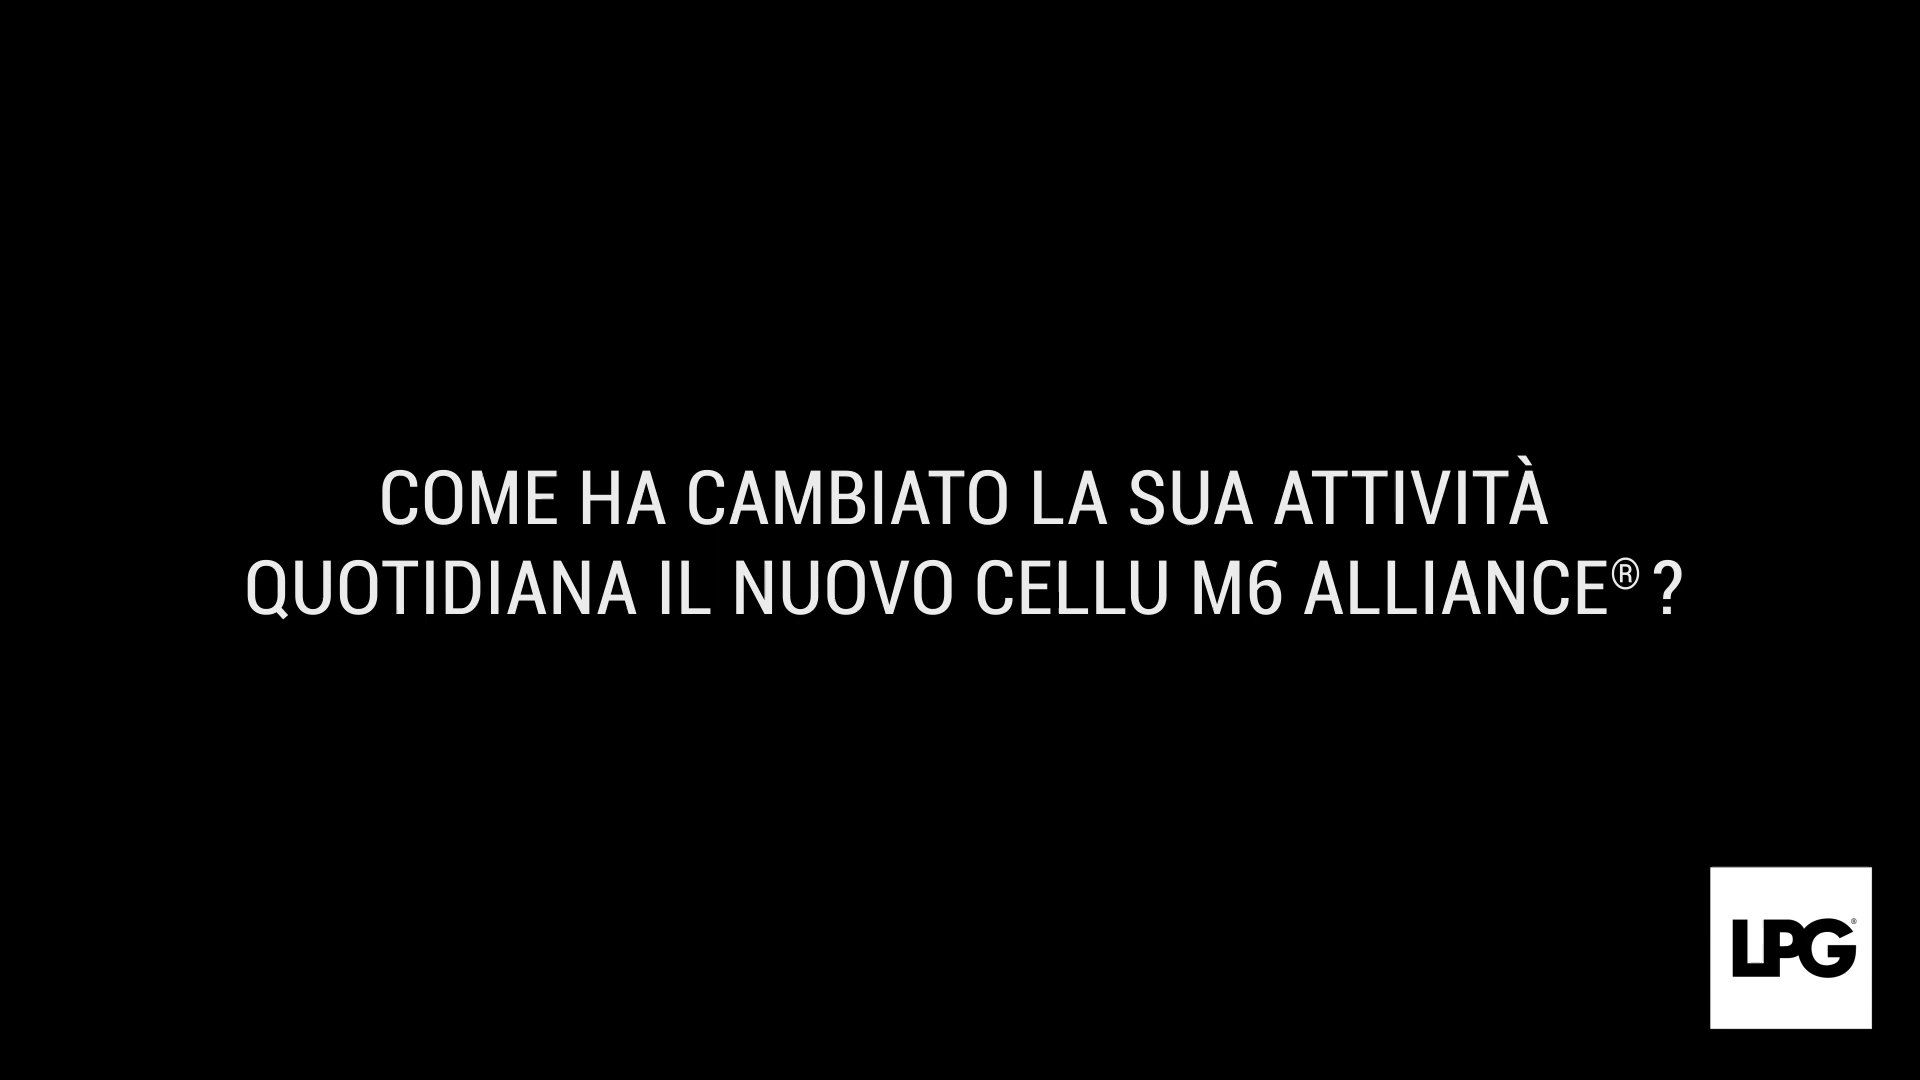 COME HA CAMBIATO LA SUA ATTIVITÀ
QUOTIDIANA IL NUOVO CELLU M6 ALLIANCE® ?
LPG®